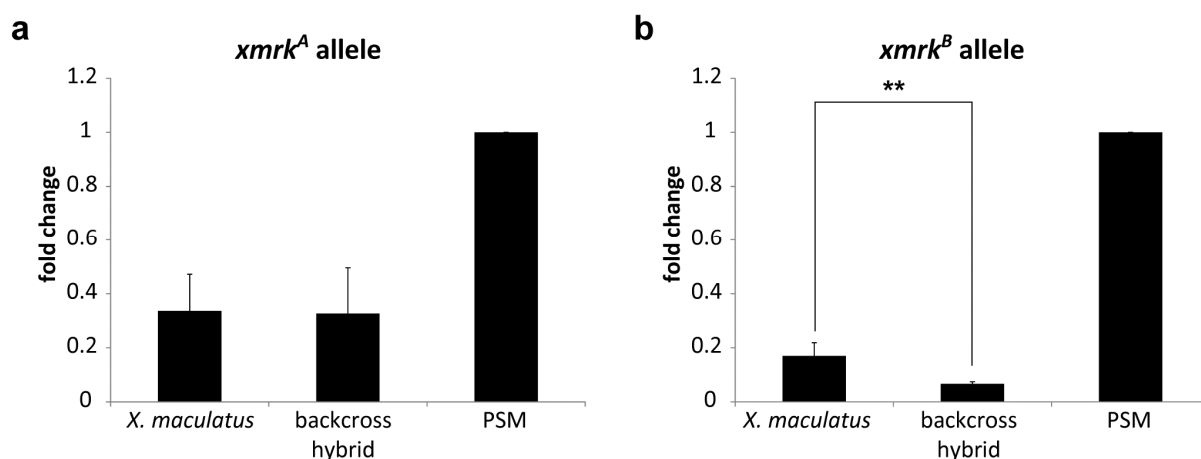 a
xmrkA allele
1.2
1
0.8
0.6
0.4
0.2
0
fold change
X. maculatus
backcross
hybrid
PSM
b
xmrkB allele
1.2
1
0.8
0.6
0.4
0.2
0
fold change
**
X. maculatus
backcross
hybrid
PSM